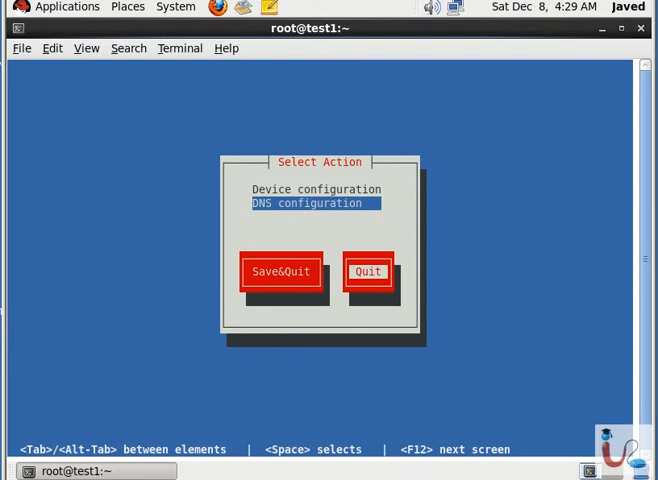 Applications Places System Sat Dec 8, 4:29 AM Javed
root@test1:~
File Edit View Search Terminal Help
Select Action
Device configuration
DNS configuration
Save&Quit Quit
<Tab>/<Alt-Tab> between elements | <Space> selects | <F12> next screen
root@test1:~